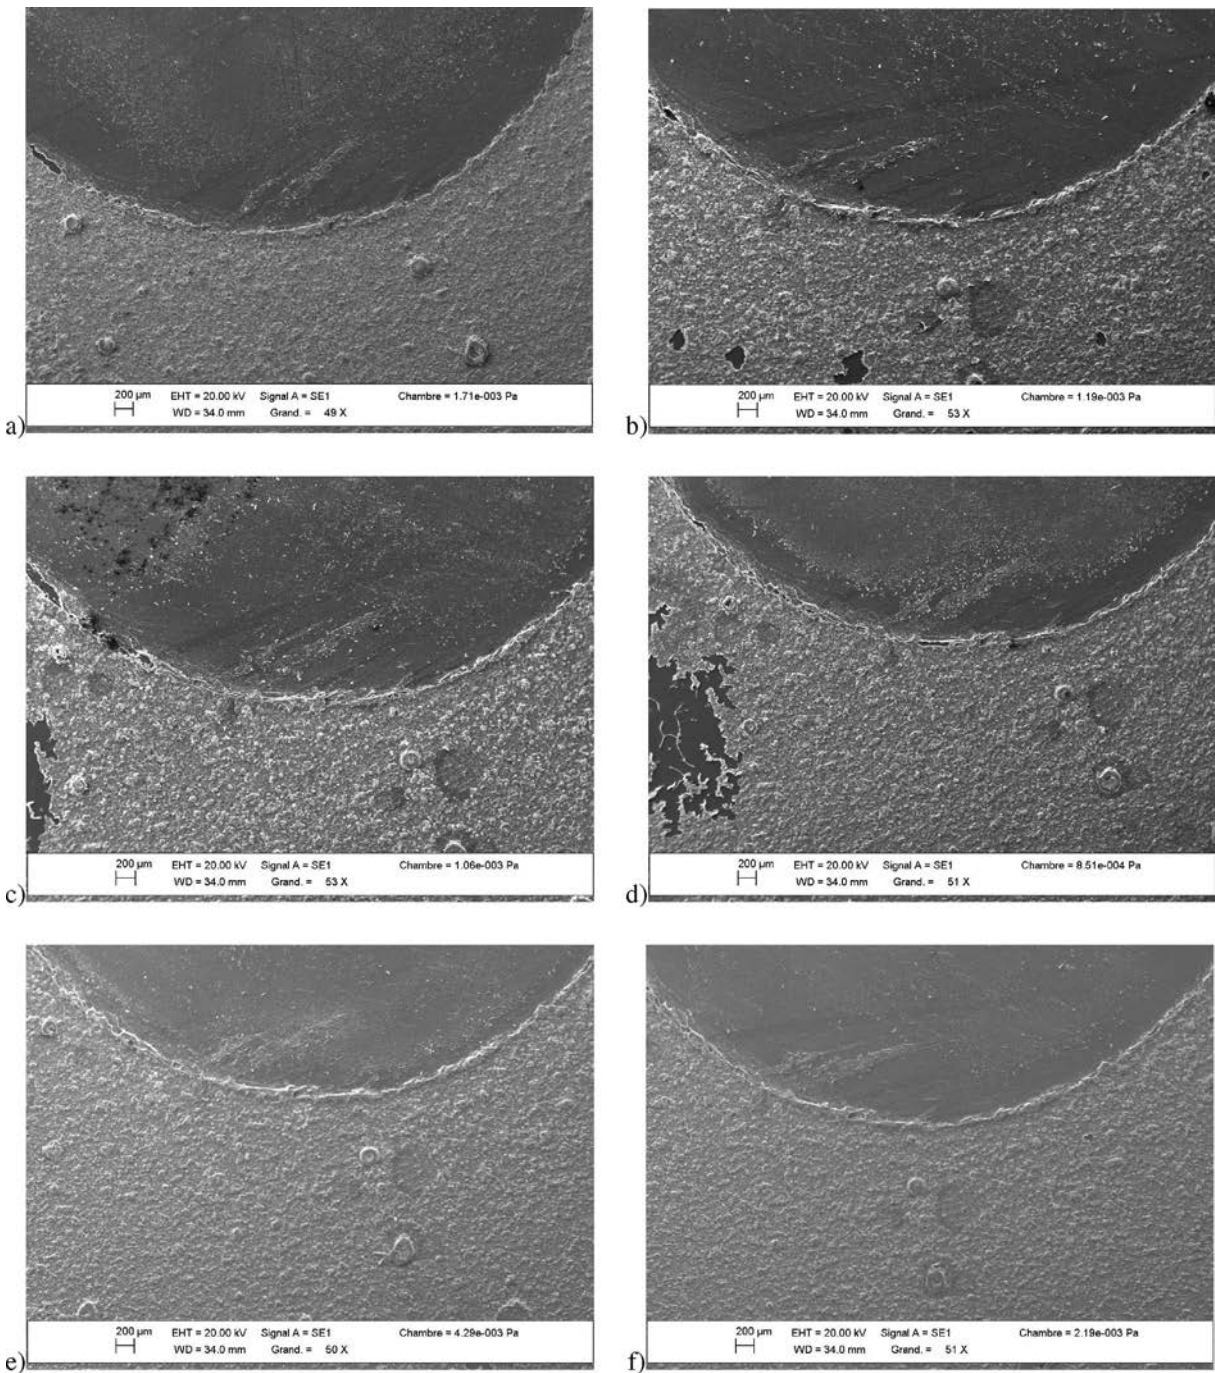 200 µm EHT = 20.00 kV Signal A = SE1 Chambre = 1.71e-003 Pa
WD = 34.0 mm Grand. = 49 X
a)
200 µm EHT = 20.00 kV Signal A = SE1 Chambre = 1.19e-003 Pa
WD = 34.0 mm Grand. = 53 X
b)
200 µm EHT = 20.00 kV Signal A = SE1 Chambre = 1.06e-003 Pa
WD = 34.0 mm Grand. = 53 X
c)
200 µm EHT = 20.00 kV Signal A = SE1 Chambre = 8.51e-004 Pa
WD = 34.0 mm Grand. = 51 X
d)
200 µm EHT = 20.00 kV Signal A = SE1 Chambre = 4.29e-003 Pa
WD = 34.0 mm Grand. = 50 X
e)
200 µm EHT = 20.00 kV Signal A = SE1 Chambre = 2.19e-003 Pa
WD = 34.0 mm Grand. = 51 X
f)